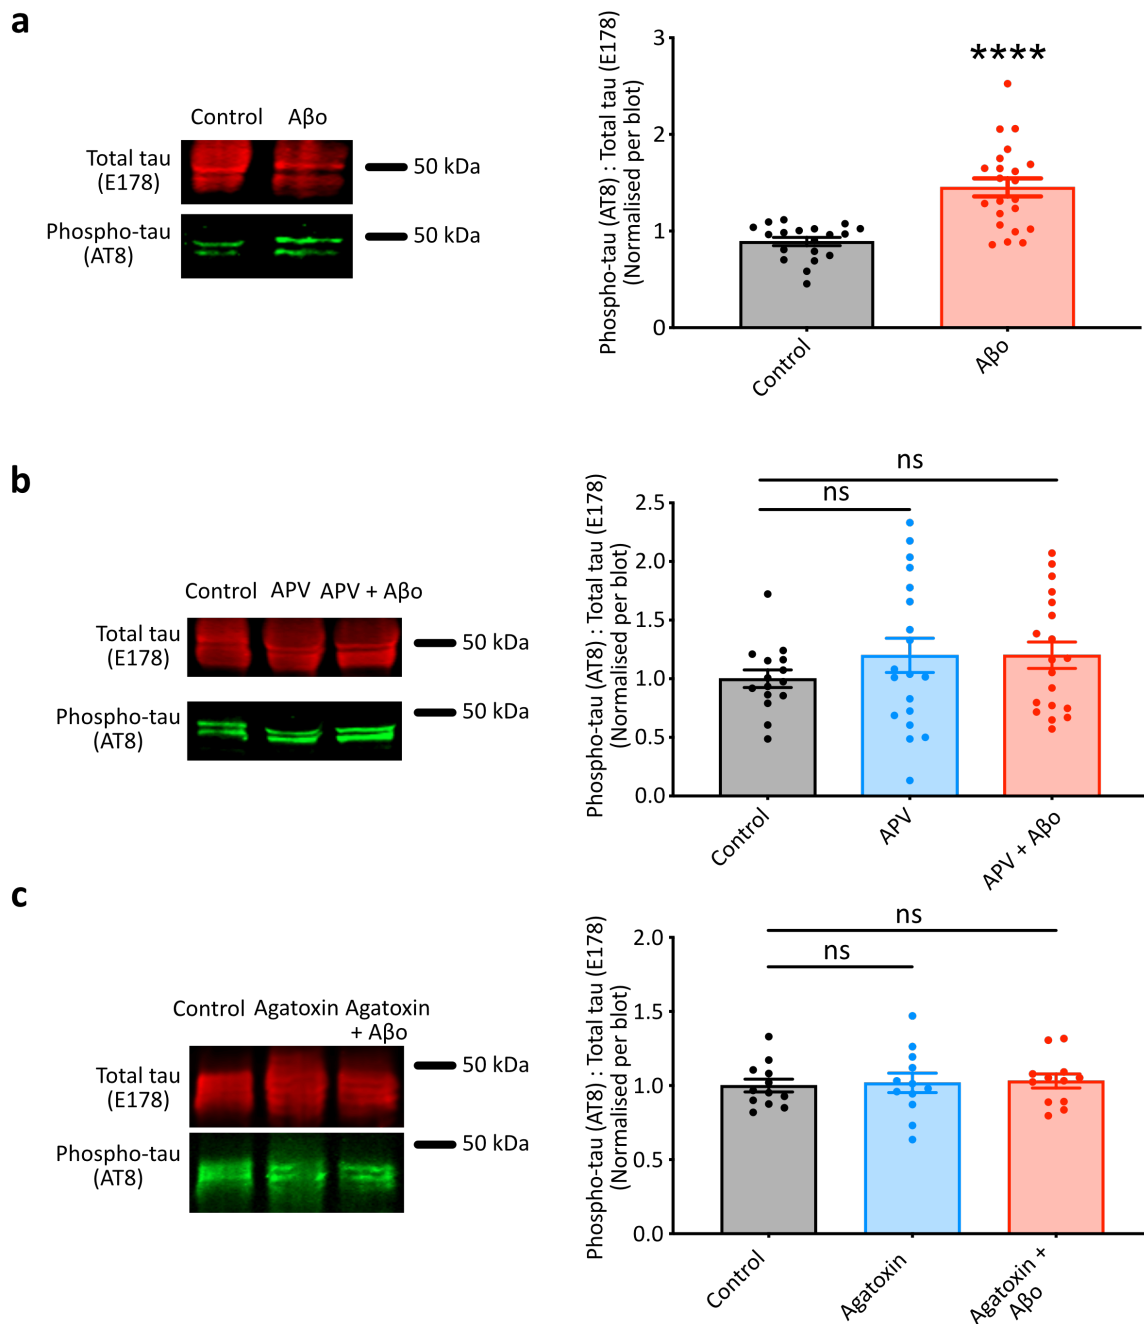 a
Control Aβo
Total tau
(E178)
50 kDa
Phospho-tau
(AT8)
50 kDa
Phospho-tau (AT8) : Total tau (E178)
(Normalised per blot)
3
2
1
0
****
Control
Aβo
b
Control APV APV + Aβo
Total tau
(E178)
50 kDa
Phospho-tau
(AT8)
50 kDa
Phospho-tau (AT8) : Total tau (E178)
(Normalised per blot)
2.5
2.0
1.5
1.0
0.5
0.0
ns
ns
Control
APV
APV + Aβo
c
Control Agatoxin Agatoxin
+ Aβo
Total tau
(E178)
50 kDa
Phospho-tau
(AT8)
50 kDa
Phospho-tau (AT8) : Total tau (E178)
(Normalised per blot)
2.0
1.5
1.0
0.5
0.0
ns
ns
Control
Agatoxin
Agatoxin +
Aβo